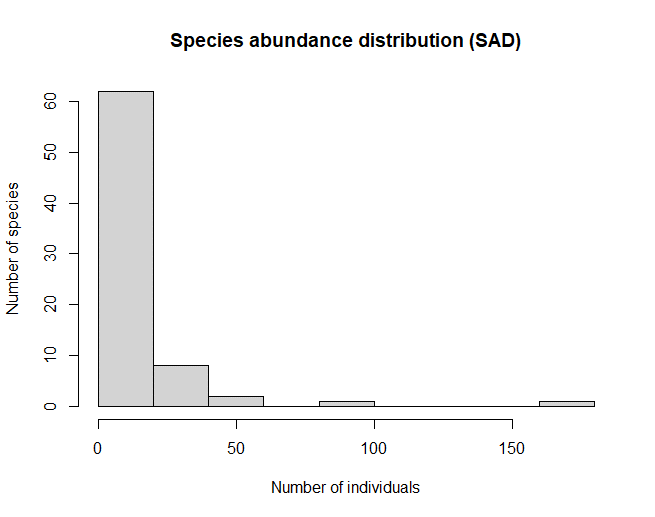 Species abundance distribution (SAD)
Number of species
60
50
40
30
20
10
0
0 50 100 150
Number of individuals